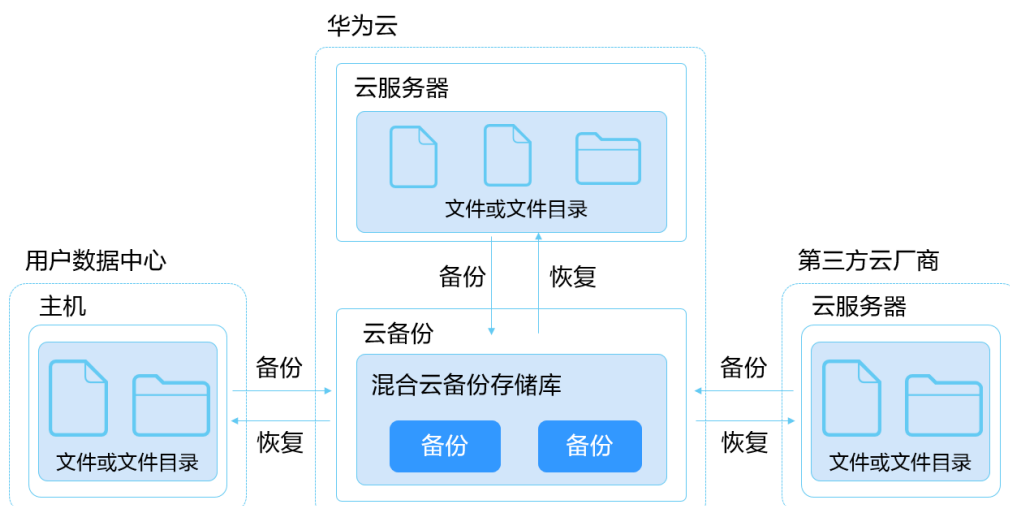 华为云
云服务器
文件或文件目录
备份
恢复
用户数据中心
主机
文件或文件目录
备份
恢复
云备份
混合云备份存储库
备份
备份
第三方云厂商
云服务器
文件或文件目录
备份
恢复